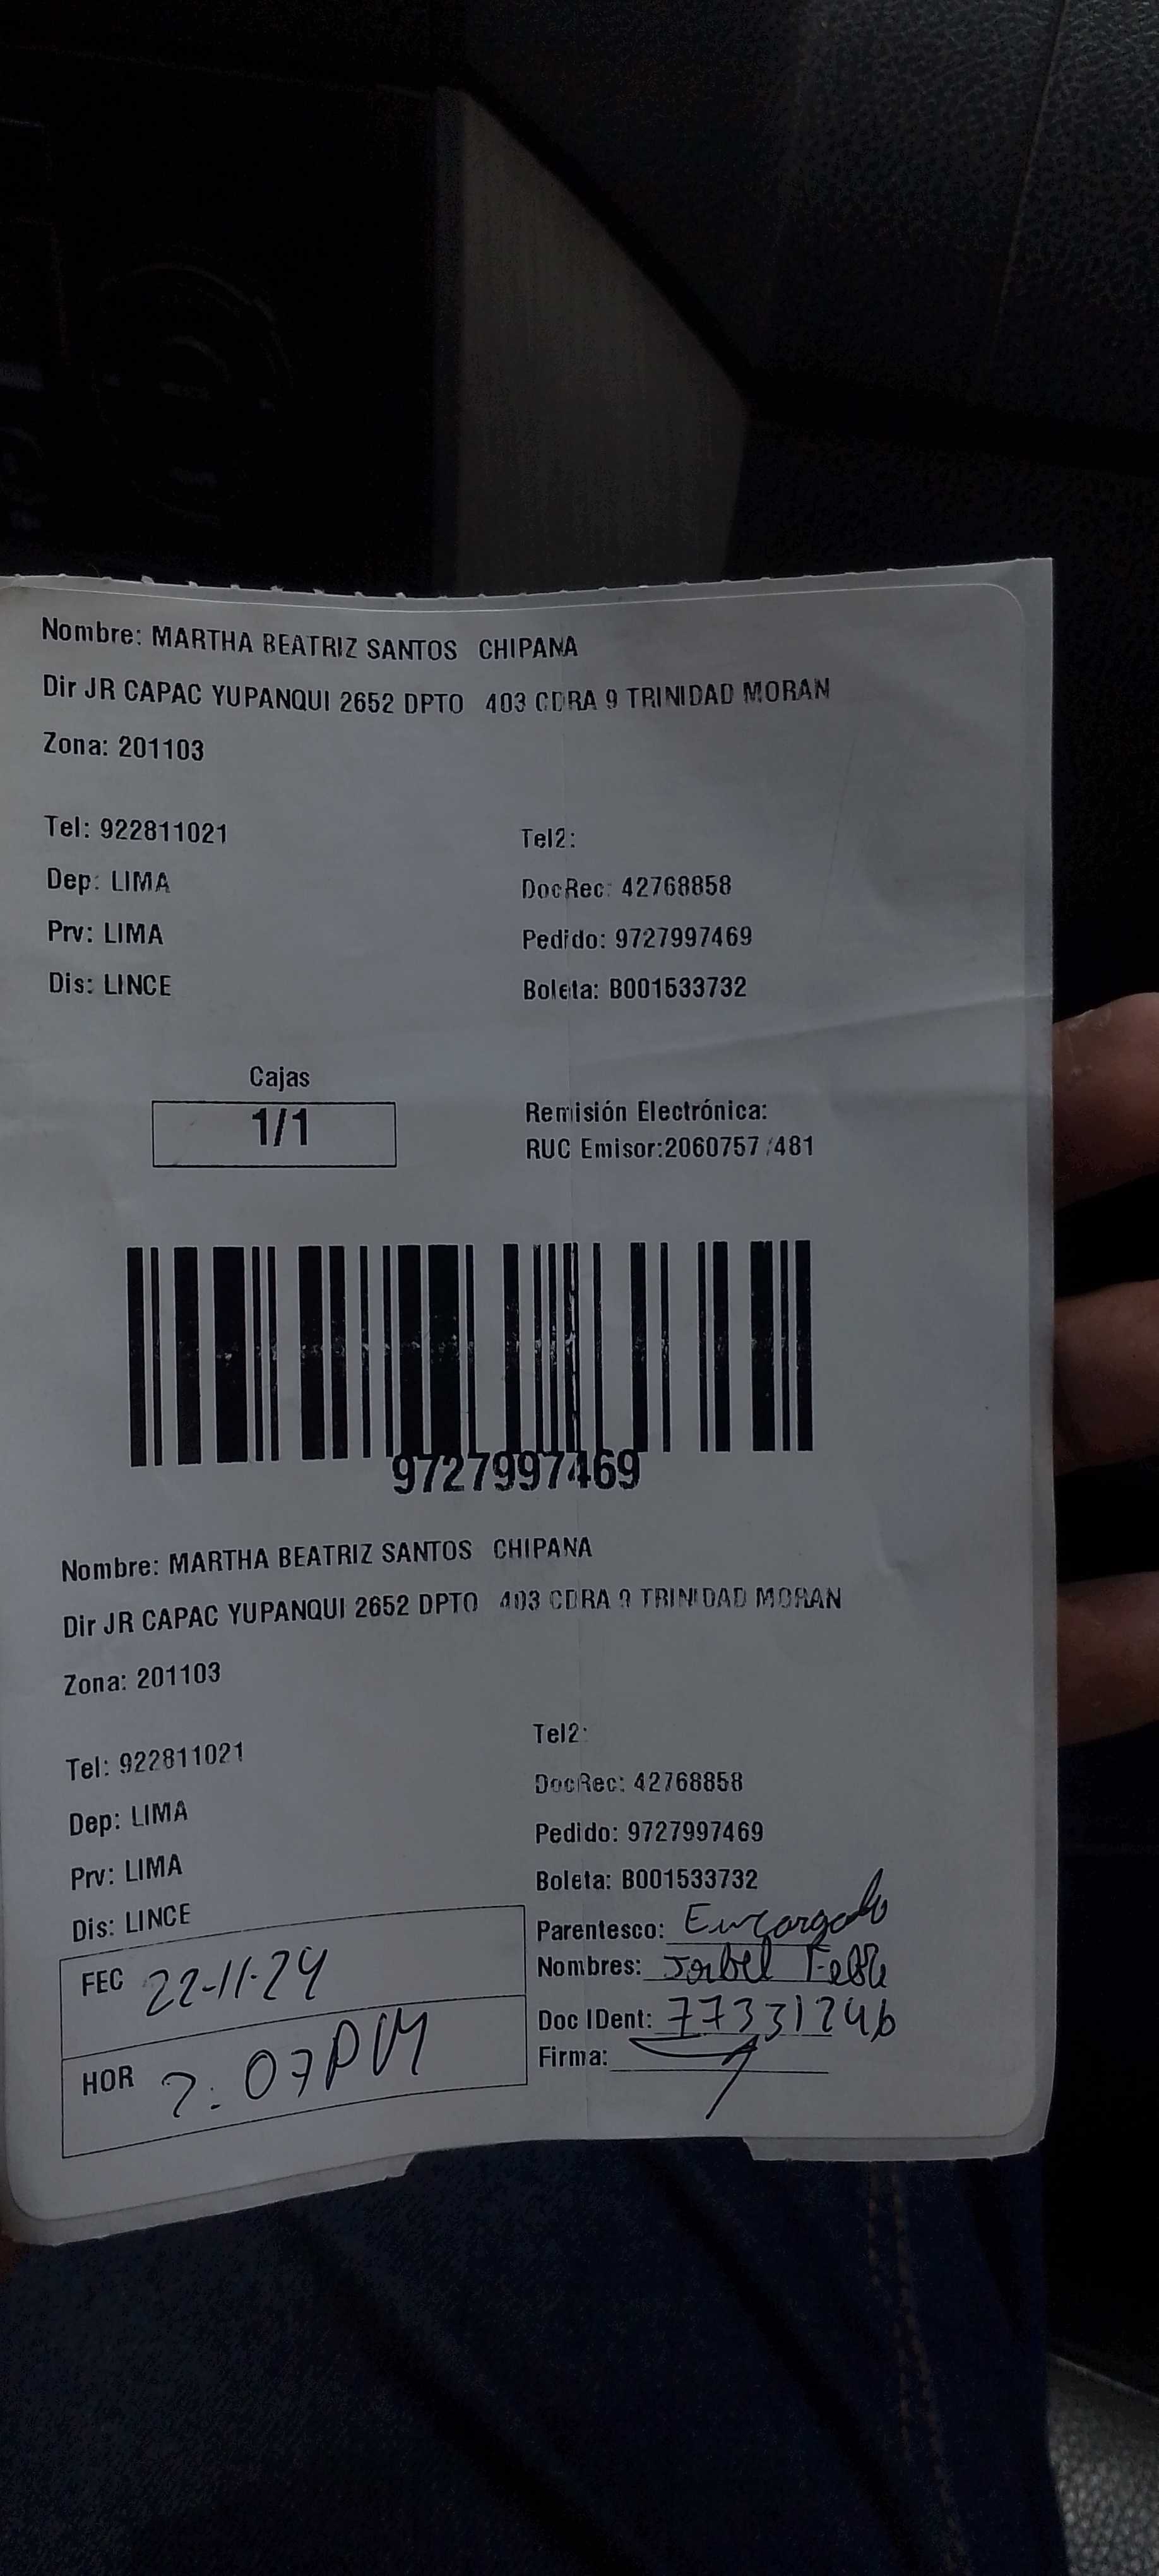 Nombre: MARTHA BEATRIZ SANTOS CHIPANA
Dir JR CAPAC YUPANQUI 2652 DPTO 403 CDRA 9 TRINIDAD MORAN
Zona: 201103
Tel: 922811021 Tel2:
Dep: LIMA DocRec: 42768858
Prv: LIMA Pedido: 9727997469
Dis: LINCE Boleta: B001533732
Cajas
1/1
Remisión Electrónica:
RUC Emisor:
9727997469
Nombre: MARTHA BEATRIZ SANTOS CHIPANA
Dir JR CAPAC YUPANQUI 2652 DPTO 403 CDRA 9 TRINIDAD MORAN
Zona: 201103
Tel: 922811021 Tel2:
Dep: LIMA DocRec: 42768858
Prv: LIMA Pedido: 9727997469
Dis: LINCE Boleta: B001533732
Parentesco: Encargado
FEC 22-11-24
Nombres:
Doc IDent: 77331246
HOR 2:07PM
Firma: